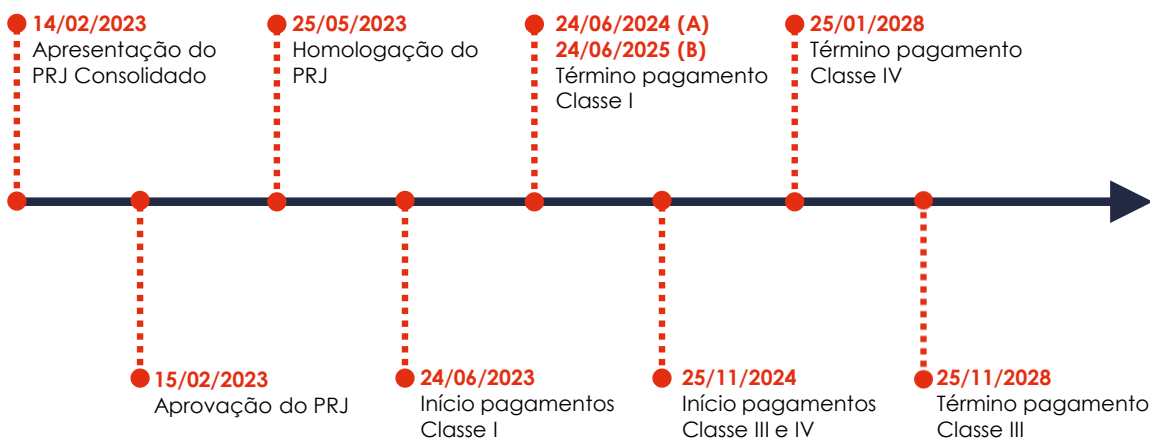 14/02/2023
Apresentação do
PRJ Consolidado
25/05/2023
Homologação do
PRJ
24/06/2024 (A)
24/06/2025 (B)
Término pagamento
Classe I
25/01/2028
Término pagamento
Classe IV
15/02/2023
Aprovação do PRJ
24/06/2023
Início pagamentos
Classe I
25/11/2024
Início pagamentos
Classe III e IV
25/11/2028
Término pagamento
Classe III